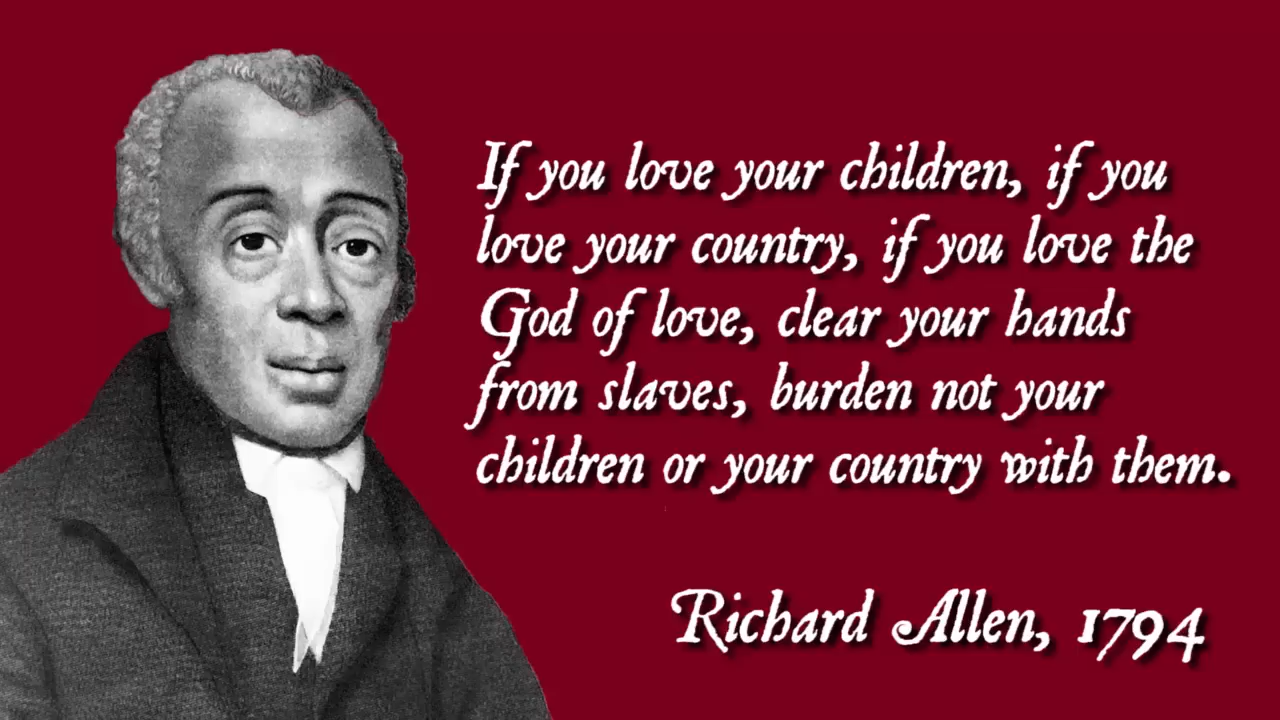 If you love your children, if you
love your country, if you love the
God of love, clear your hands
from slaves, burden not your
children or your country with them.
Richard Allen, 1794